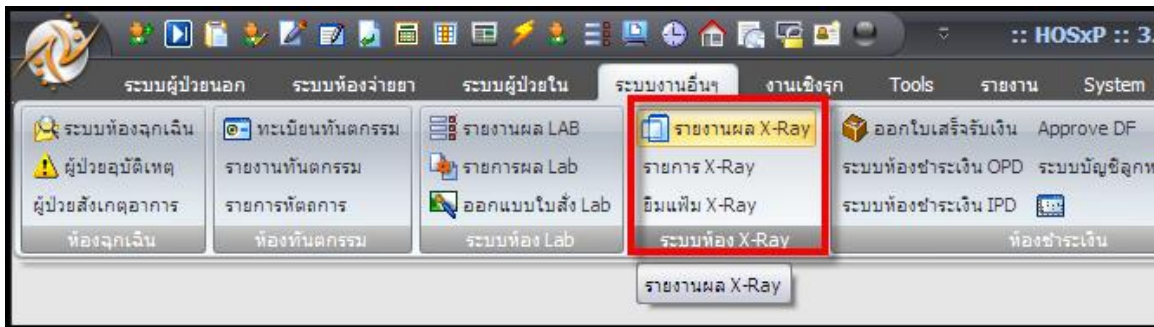 :: HOSxP :: 3.
ระบบผู้ป่วยนอก ระบบห้องจ่ายยา ระบบผู้ป่วยใน ระบบงานอื่นๆ งานเชิงรุก Tools รายงาน System
ระบบห้องฉุกเฉิน ทะเบียนทันตกรรม รายงานผล LAB รายงานผล X-Ray ออกใบเสร็จรับเงิน Approve DF
ผู้ป่วยอุบัติเหตุ รายงานทันตกรรม รายการผล Lab รายการ X-Ray ระบบห้องชำระเงิน OPD ระบบบัญชีลูกห
ผู้ป่วยสังเกตอาการ รายการหัตถการ ออกแบบใบสั่ง Lab ยืมแฟ้ม X-Ray ระบบห้องชำระเงิน IPD
ห้องฉุกเฉิน ห้องทันตกรรม ระบบห้อง Lab ระบบห้อง X-Ray ห้องชำระเงิน
รายงานผล X-Ray